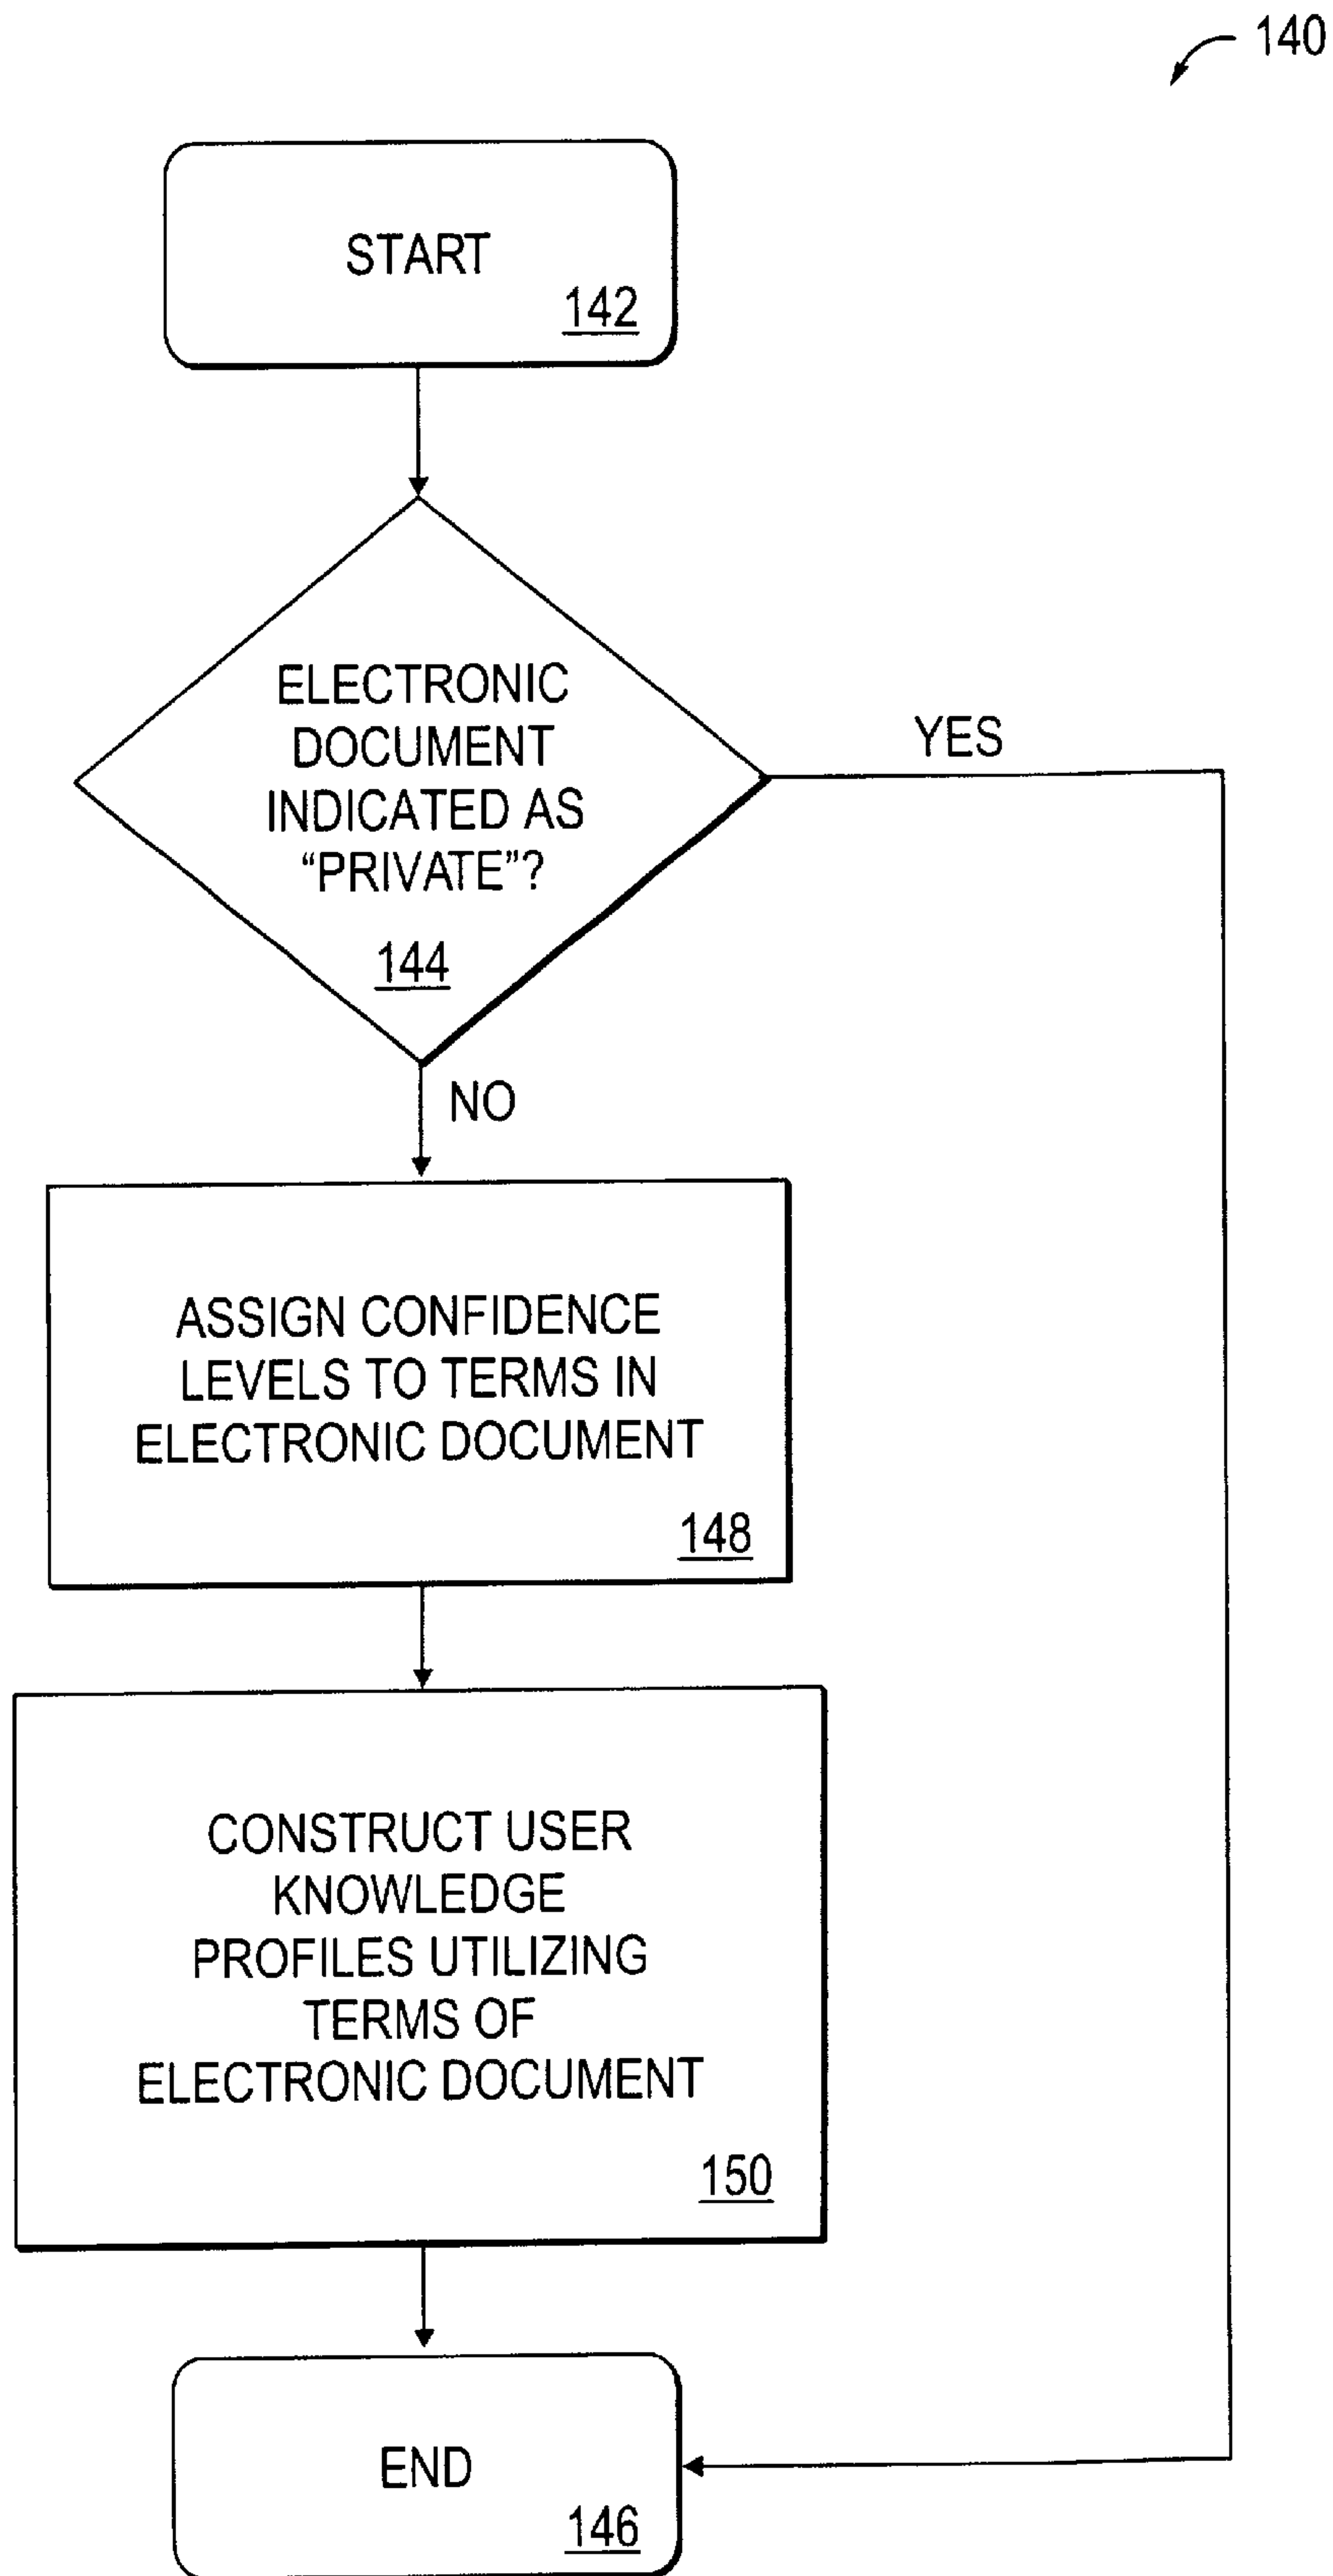 140
START
142
ELECTRONIC
DOCUMENT
INDICATED AS
“PRIVATE”?
144
YES
NO
ASSIGN CONFIDENCE
LEVELS TO TERMS IN
ELECTRONIC DOCUMENT
148
CONSTRUCT USER
KNOWLEDGE
PROFILES UTILIZING
TERMS OF
ELECTRONIC DOCUMENT
150
END
146